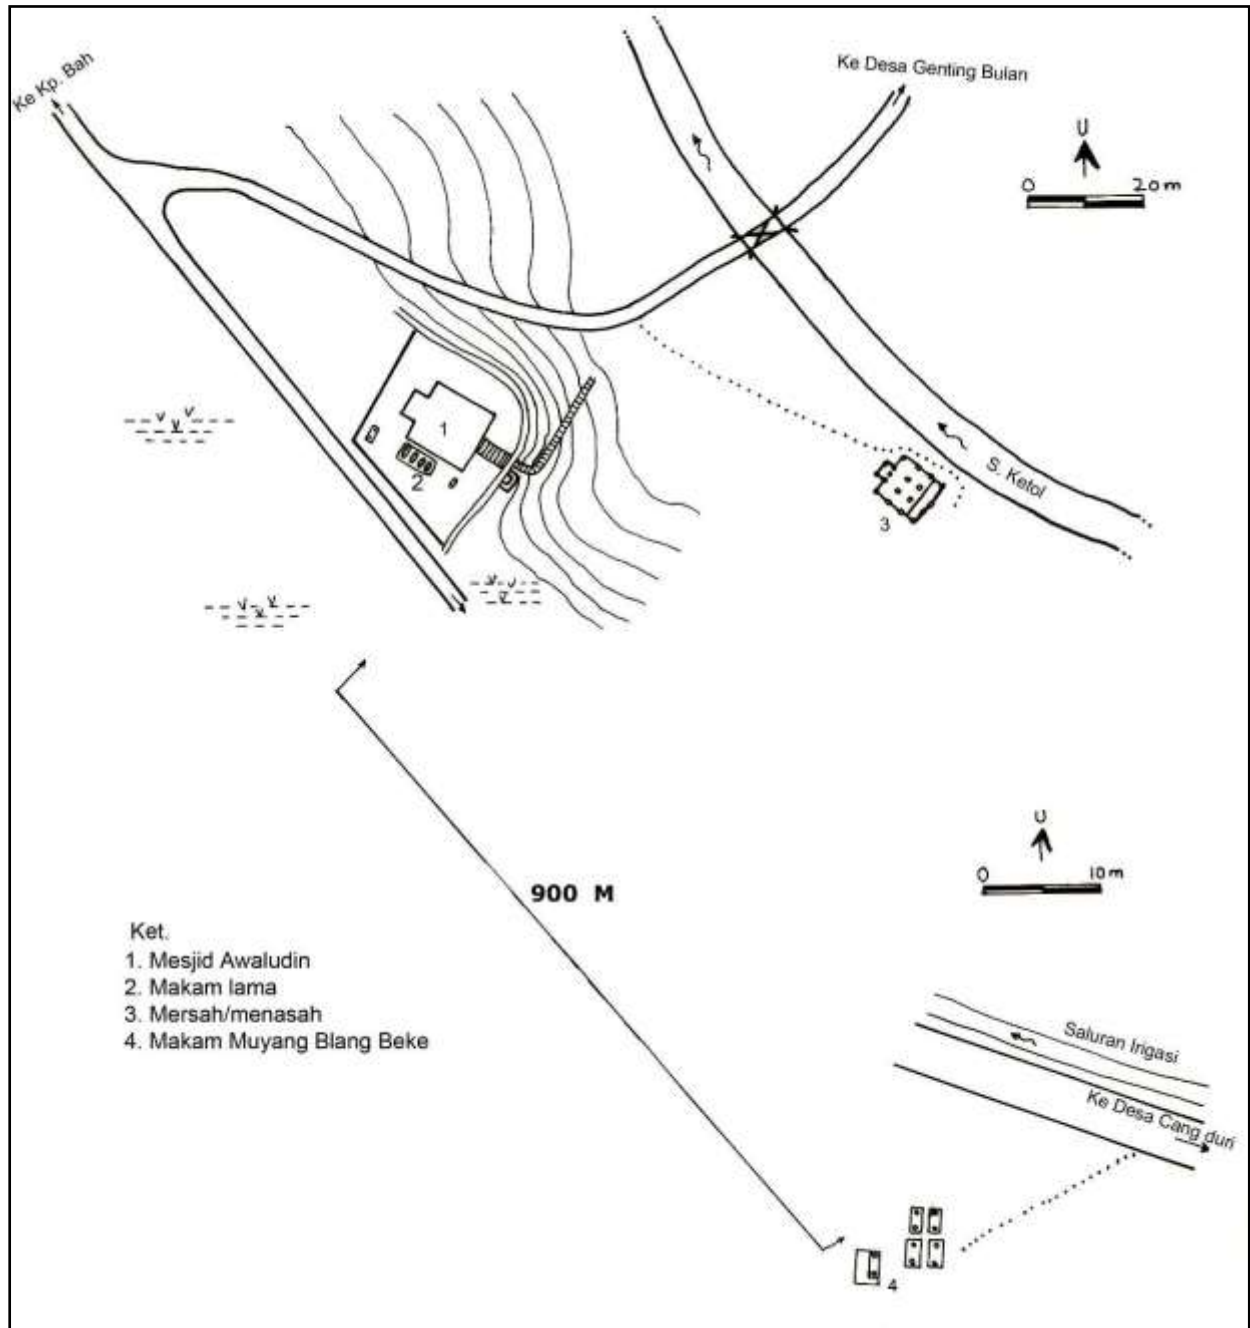 Ke Kp. Bah
Ke Desa Genting Bulan
U
0 20 m
1
2
3
S. Ketol
900 M
U
0 10 m
Ket.
1. Mesjid Awaludin
2. Makam lama
3. Mersah/menasah
4. Makam Muyang Blang Beke
Saluran Irigasi
Ke Desa Cang duri
4